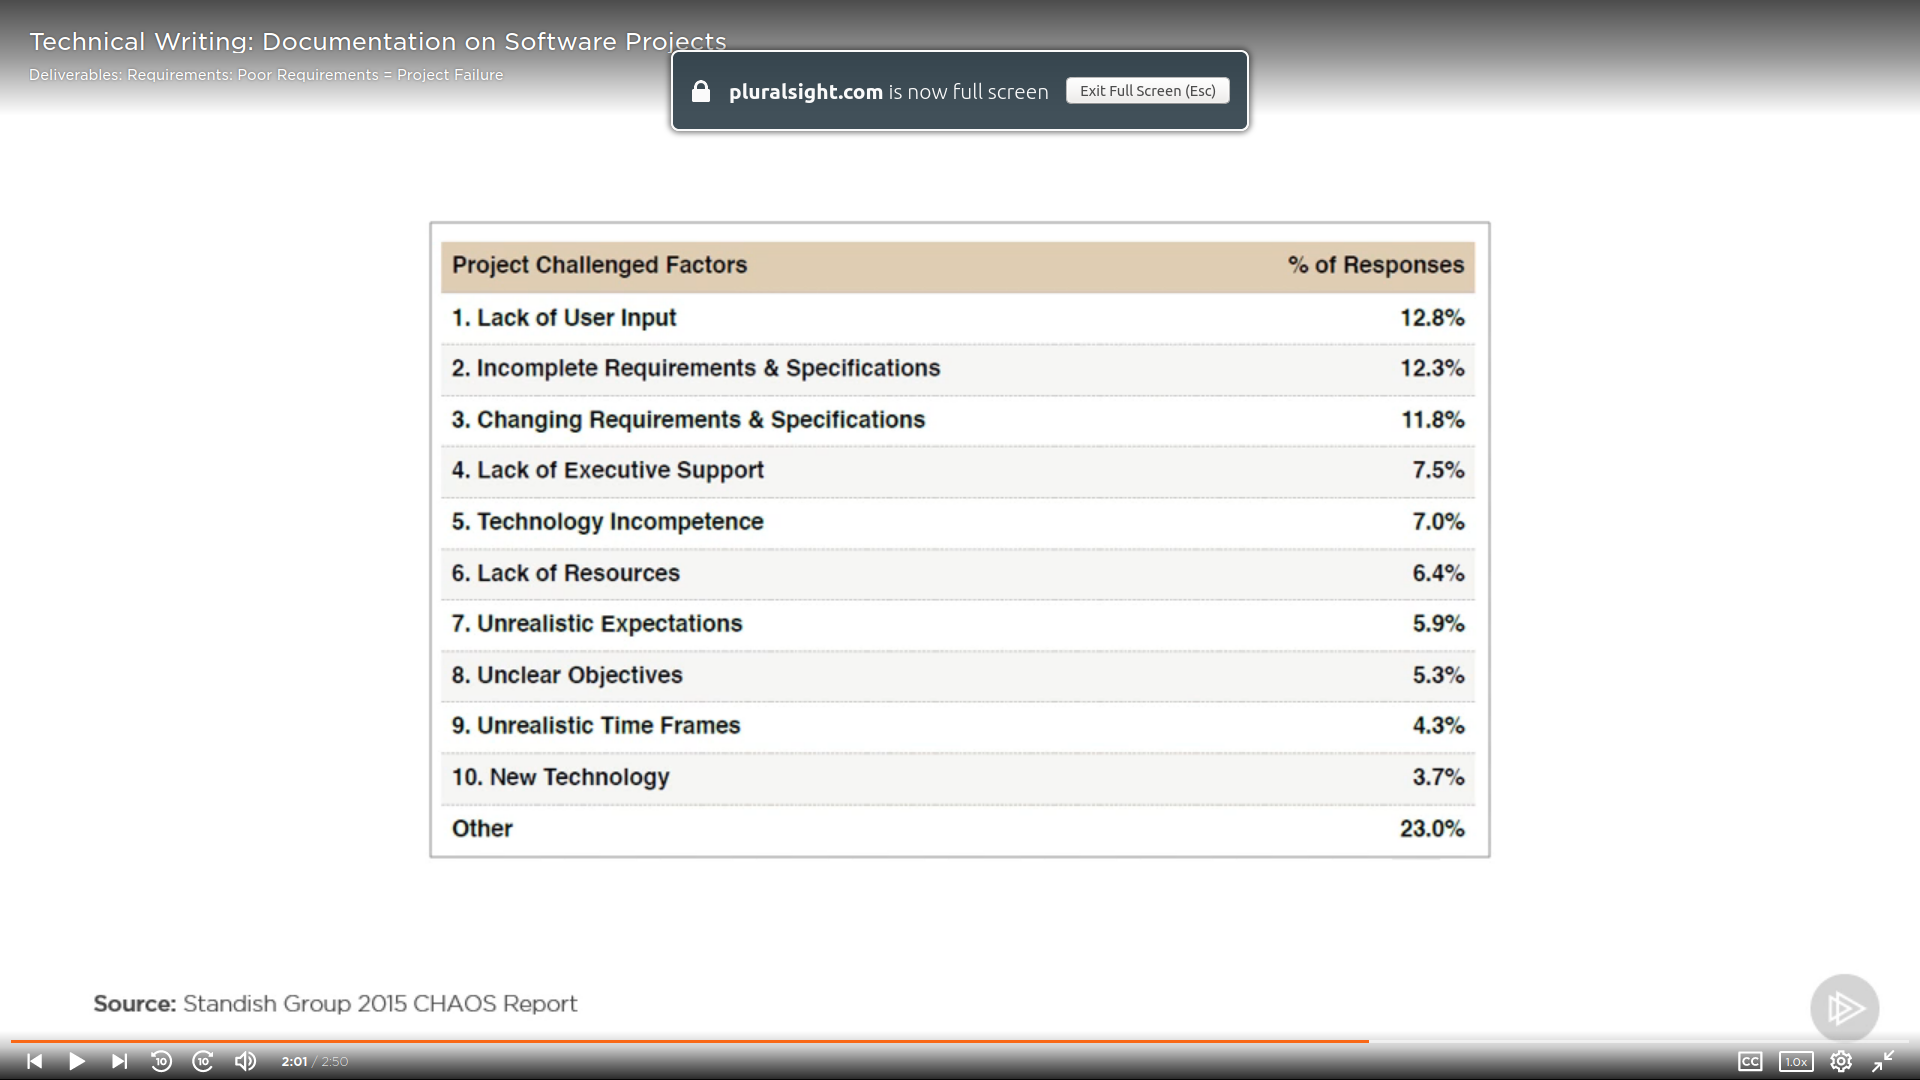 Technical Writing: Documentation on Software Projects
Deliverables: Requirements: Poor Requirements = Project Failure
pluralsight.com is now full screen Exit Full Screen (Esc)
Project Challenged Factors % of Responses
1. Lack of User Input 12.8%
2. Incomplete Requirements & Specifications 12.3%
3. Changing Requirements & Specifications 11.8%
4. Lack of Executive Support 7.5%
5. Technology Incompetence 7.0%
6. Lack of Resources 6.4%
7. Unrealistic Expectations 5.9%
8. Unclear Objectives 5.3%
9. Unrealistic Time Frames 4.3%
10. New Technology 3.7%
Other 23.0%
Source: Standish Group 2015 CHAOS Report
10 10 2:01 / 2:50 CC 1.0x